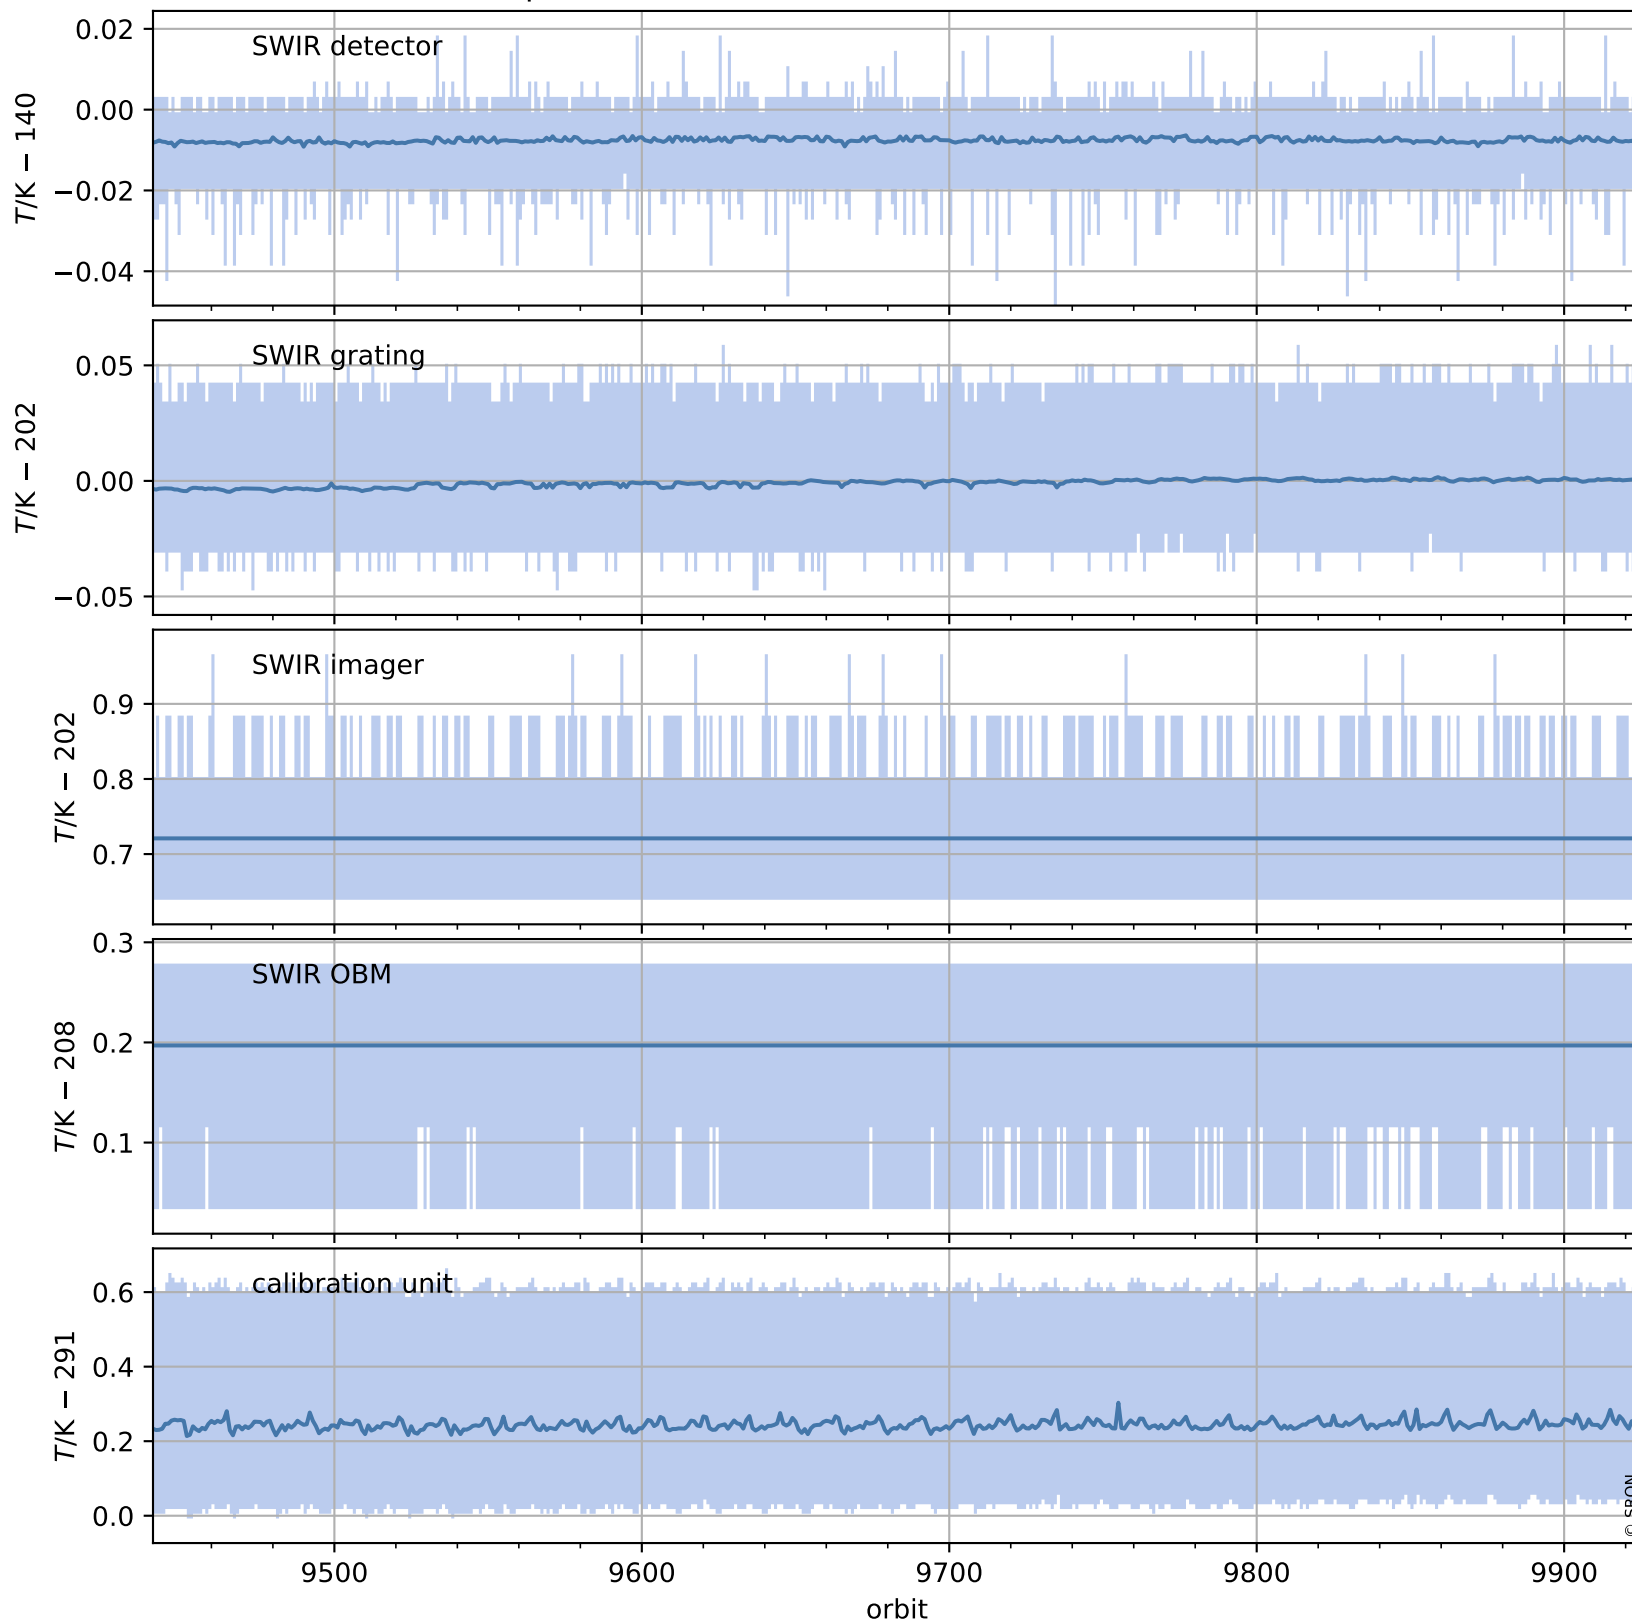 SWIR detector
0.02
0.00
−0.02
−0.04
T/K − 140
SWIR grating
0.05
0.00
−0.05
T/K − 202
SWIR imager
0.9
0.8
0.7
T/K − 202
SWIR OBM
0.3
0.2
0.1
T/K − 208
calibration unit
0.6
0.4
0.2
0.0
T/K − 291
© SRON
9500 9600 9700 9800 9900
orbit